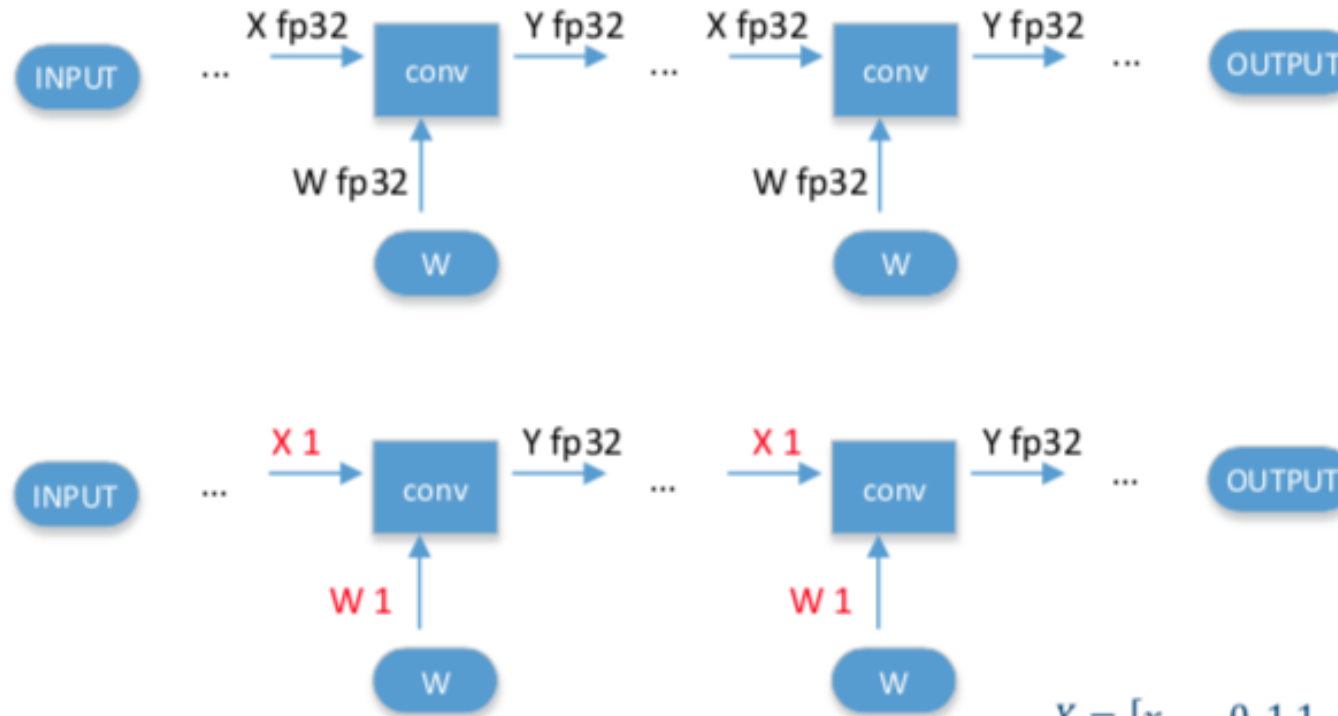 X fp32 Y fp32 X fp32 Y fp32
INPUT ... conv ... conv ... OUTPUT
W fp32 W fp32
W W
X 1 Y fp32 X 1 Y fp32
INPUT ... conv ... conv ... OUTPUT
W 1 W 1
W W